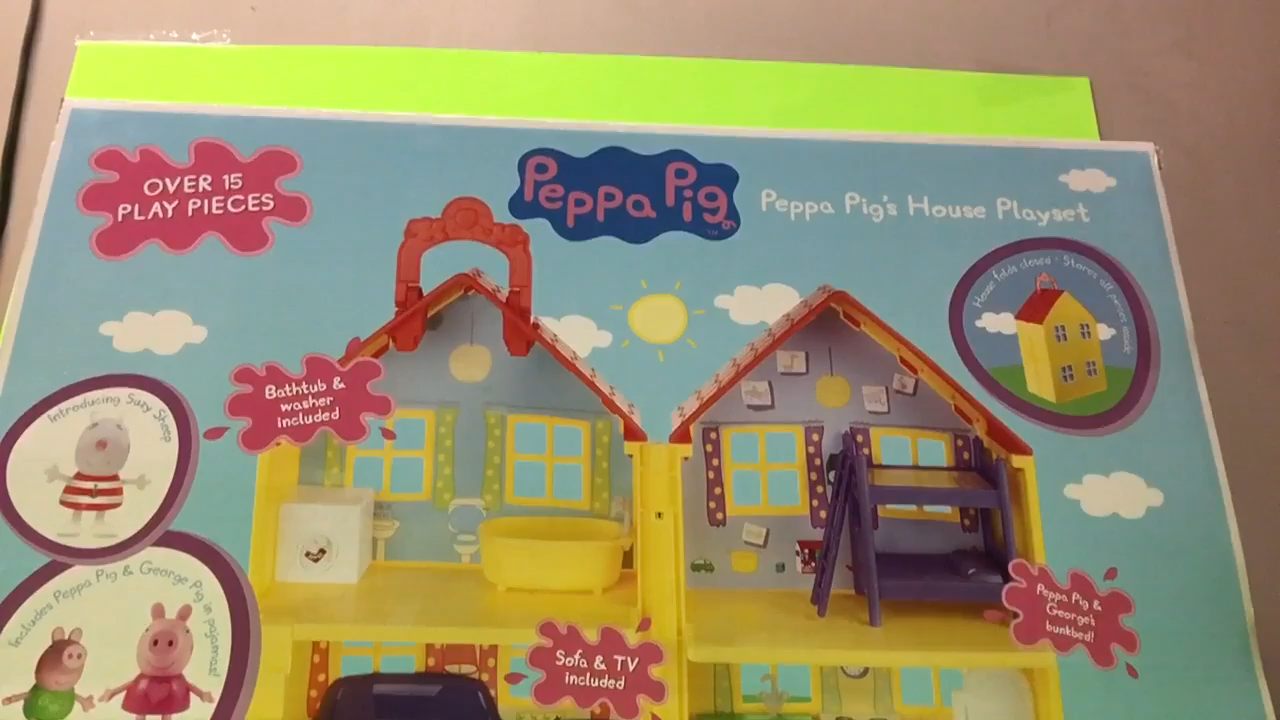 OVER 15
PLAY PIECES
Peppa Pig
TM
Peppa Pig's House Playset
House folds closed · Stores all pieces inside
Bathtub &
washer
included
Introducing Suzy Sheep
Includes Peppa Pig & George Pig in pajamas!
Peppa Pig &
George's
bunkbed!
Sofa & TV
included